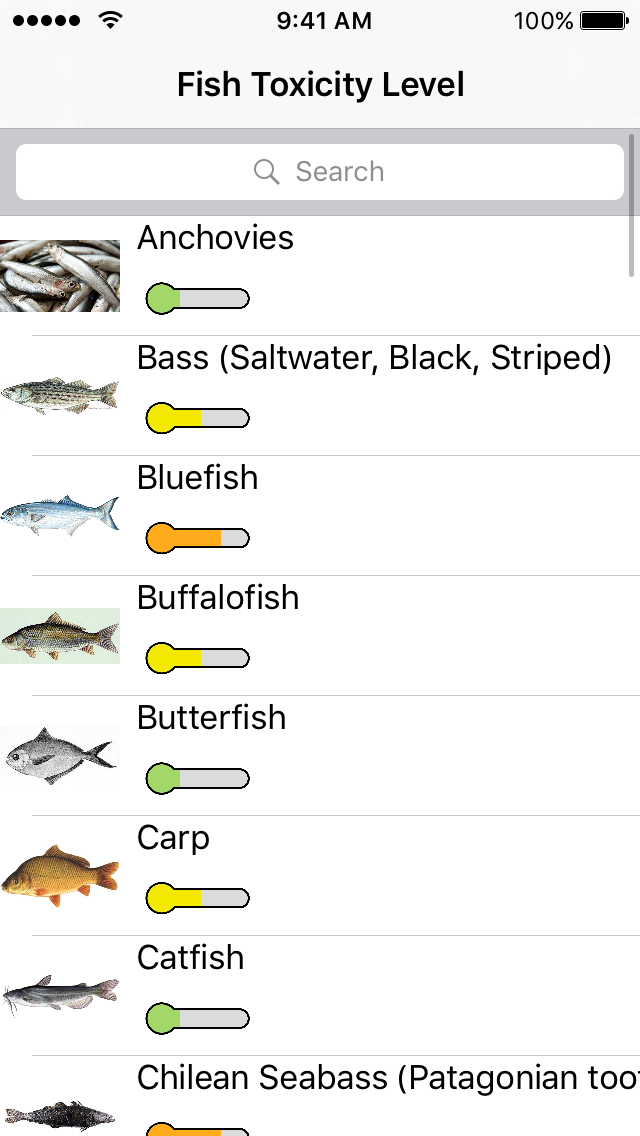 9:41 AM
100%
Fish Toxicity Level
Search
Anchovies
Bass (Saltwater, Black, Striped)
Bluefish
Buffalofish
Butterfish
Carp
Catfish
Chilean Seabass (Patagonian too